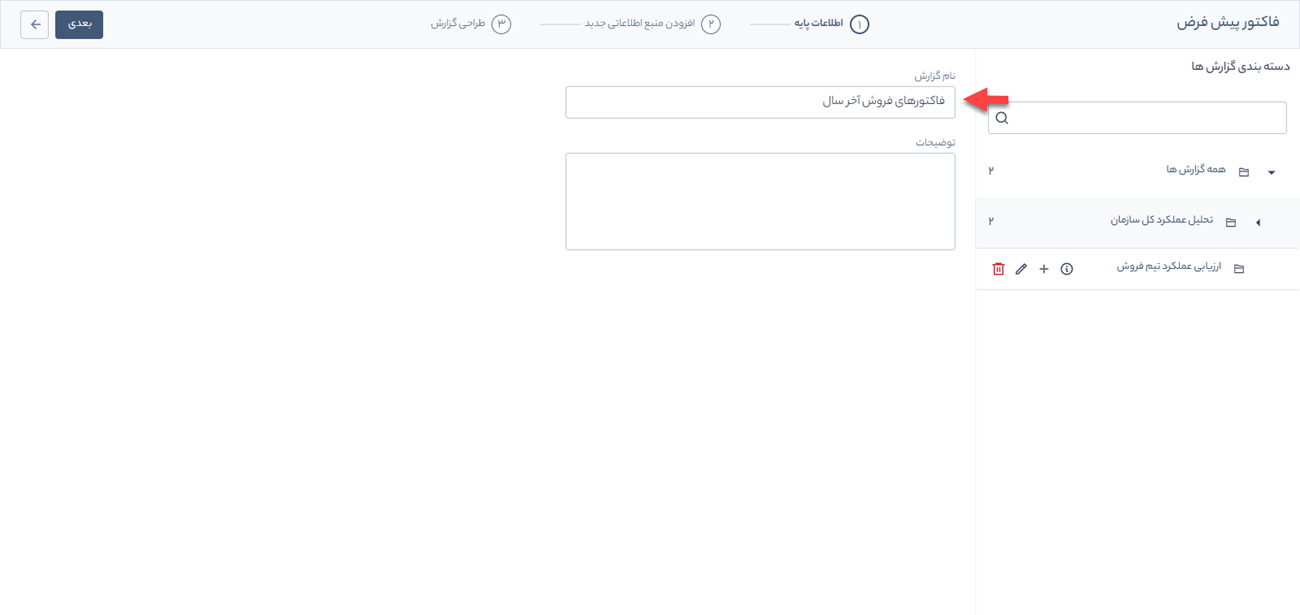 فاکتور پیش فرض
۱ اطلاعات پایه
۲ افزودن منبع اطلاعاتی جدید
۳ طراحی گزارش
بعدی
دسته بندی گزارش ها
همه گزارش ها ۲
تحلیل عملکرد کل سازمان ۲
ارزیابی عملکرد تیم فروش
نام گزارش
فاکتورهای فروش آخر سال
توضیحات